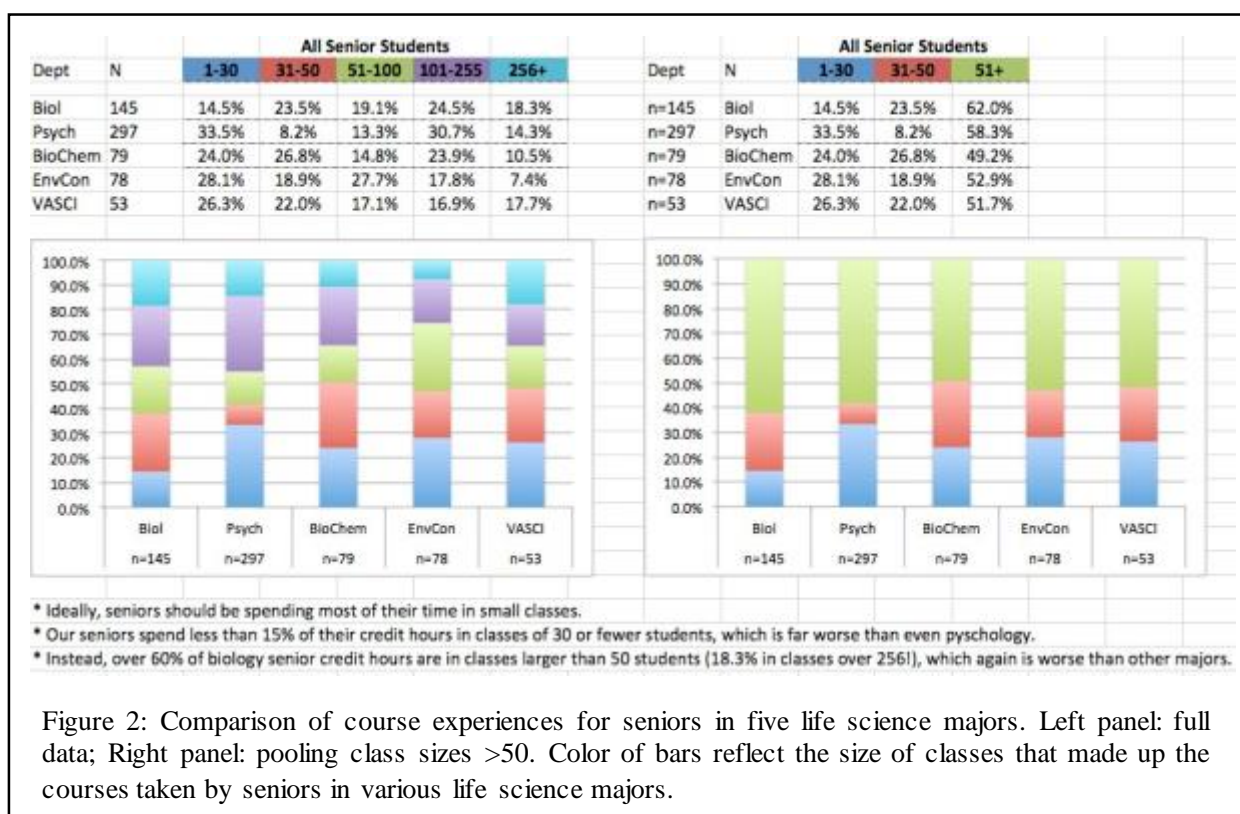 All Senior Students
Dept N 1-30 31-50 51-100 101-255 256+
Biol 145 14.5% 23.5% 19.1% 24.5% 18.3%
Psych 297 33.5% 8.2% 13.3% 30.7% 14.3%
BioChem 79 24.0% 26.8% 14.8% 23.9% 10.5%
EnvCon 78 28.1% 18.9% 27.7% 17.8% 7.4%
VASCI 53 26.3% 22.0% 17.1% 16.9% 17.7%
All Senior Students
Dept N 1-30 31-50 51+
n=145 Biol 14.5% 23.5% 62.0%
n=297 Psych 33.5% 8.2% 58.3%
n=79 BioChem 24.0% 26.8% 49.2%
n=78 EnvCon 28.1% 18.9% 52.9%
n=53 VASCI 26.3% 22.0% 51.7%
100.0%
90.0%
80.0%
70.0%
60.0%
50.0%
40.0%
30.0%
20.0%
10.0%
0.0%
Biol Psych BioChem EnvCon VASCI
n=145 n=297 n=79 n=78 n=53
100.0%
90.0%
80.0%
70.0%
60.0%
50.0%
40.0%
30.0%
20.0%
10.0%
0.0%
Biol Psych BioChem EnvCon VASCI
n=145 n=297 n=79 n=78 n=53
* Ideally, seniors should be spending most of their time in small classes.
* Our seniors spend less than 15% of their credit hours in classes of 30 or fewer students, which is far worse than even pyschology.
* Instead, over 60% of biology senior credit hours are in classes larger than 50 students (18.3% in classes over 256!), which again is worse than other majors.
Figure 2: Comparison of course experiences for seniors in five life science majors. Left panel: full
data; Right panel: pooling class sizes >50. Color of bars reflect the size of classes that made up the
courses taken by seniors in various life science majors.